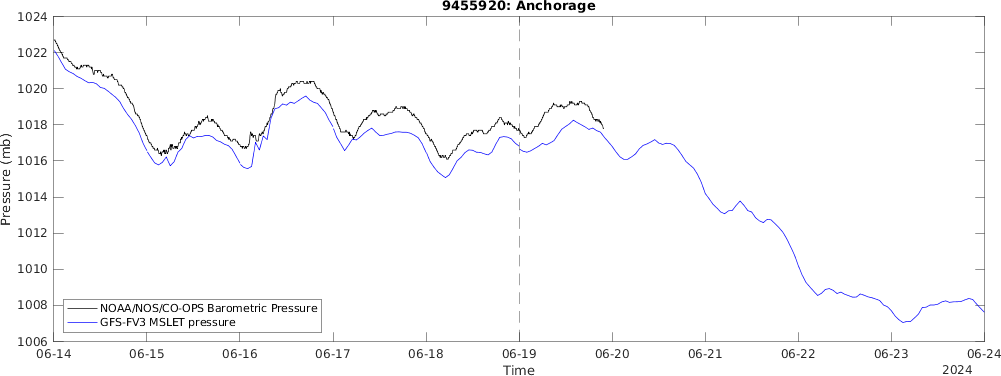 9455920: Anchorage
1024
1022
1020
1018
1016
1014
1012
1010
1008
1006
Pressure (mb)
NOAA/NOS/CO-OPS Barometric Pressure
GFS-FV3 MSLET pressure
06-14 06-15 06-16 06-17 06-18 06-19 06-20 06-21 06-22 06-23 06-24
Time
2024